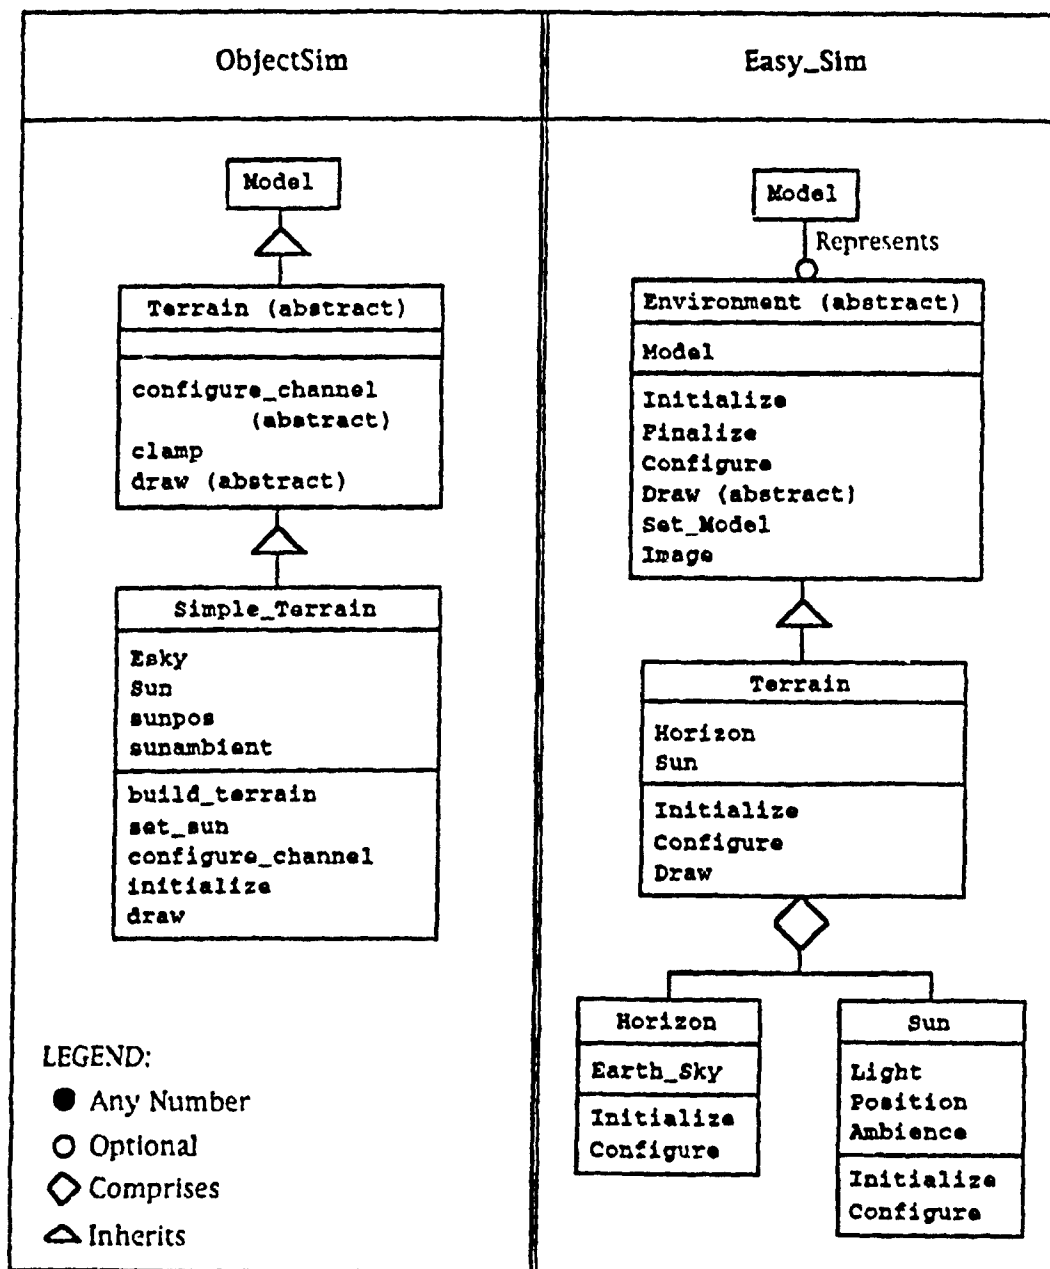 ObjectSim
Model
Terrain (abstract)
configure_channel
(abstract)
clamp
draw (abstract)
Simple_Terrain
Esky
Sun
sunpos
sunambient
build_terrain
set_sun
configure_channel
initialize
draw
LEGEND:
Any Number
Optional
Comprises
Inherits
Easy_Sim
Model
Represents
Environment (abstract)
Model
Initialize
Finalize
Configure
Draw (abstract)
Set_Model
Image
Terrain
Horizon
Sun
Initialize
Configure
Draw
Horizon
Earth_Sky
Initialize
Configure
Sun
Light
Position
Ambience
Initialize
Configure